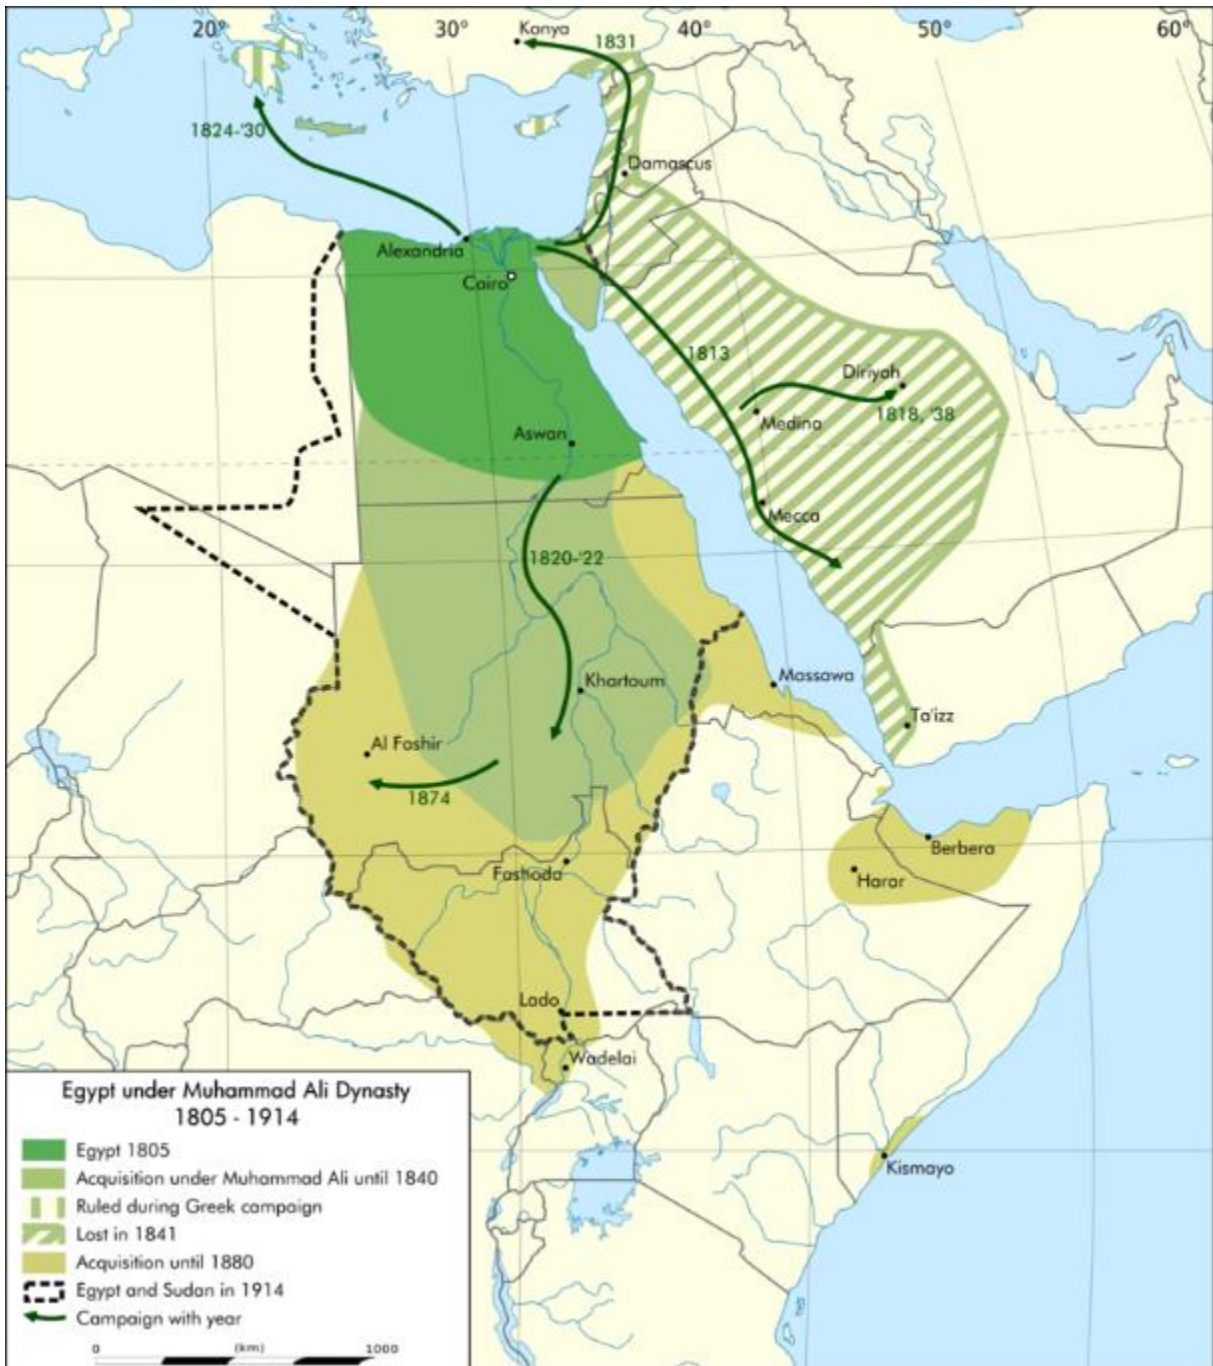 20°
30°
40°
50°
60°
Konya
1831
1824-'30
Damascus
Alexandria
Cairo
1813
Diriyah
1818, '38
Medina
Aswan
Mecca
1820-'22
Khartoum
Massawa
Ta'izz
Al Fashir
1874
Berbera
Fashoda
Harar
Lado
Wadelai
Kismayo
Egypt under Muhammad Ali Dynasty
1805 - 1914
Egypt 1805
Acquisition under Muhammad Ali until 1840
Ruled during Greek campaign
Lost in 1841
Acquisition until 1880
Egypt and Sudan in 1914
Campaign with year
0 (km) 1000